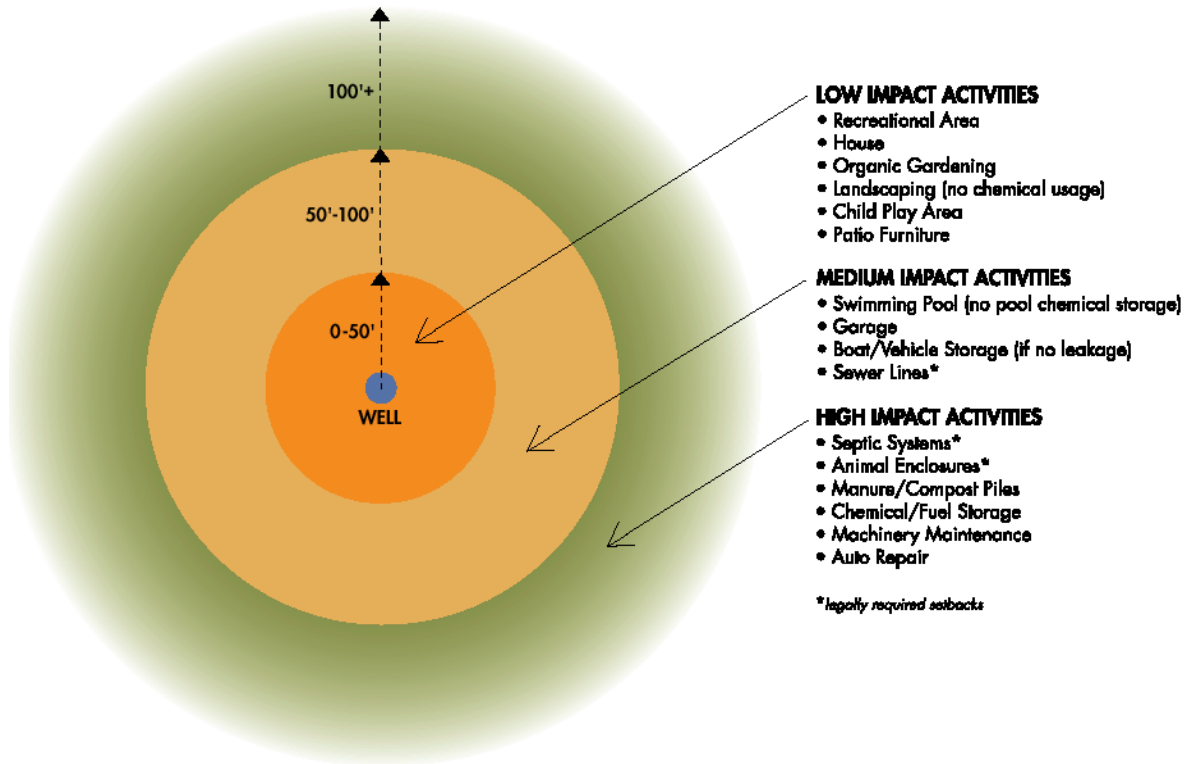 100'+
50'-100'
0-50'
WELL
LOW IMPACT ACTIVITIES
• Recreational Area
• House
• Organic Gardening
• Landscaping (no chemical usage)
• Child Play Area
• Patio Furniture
MEDIUM IMPACT ACTIVITIES
• Swimming Pool (no pool chemical storage)
• Garage
• Boat/Vehicle Storage (if no leakage)
• Sewer Lines*
HIGH IMPACT ACTIVITIES
• Septic Systems*
• Animal Enclosures*
• Manure/Compost Piles
• Chemical/Fuel Storage
• Machinery Maintenance
• Auto Repair
*legally required setbacks